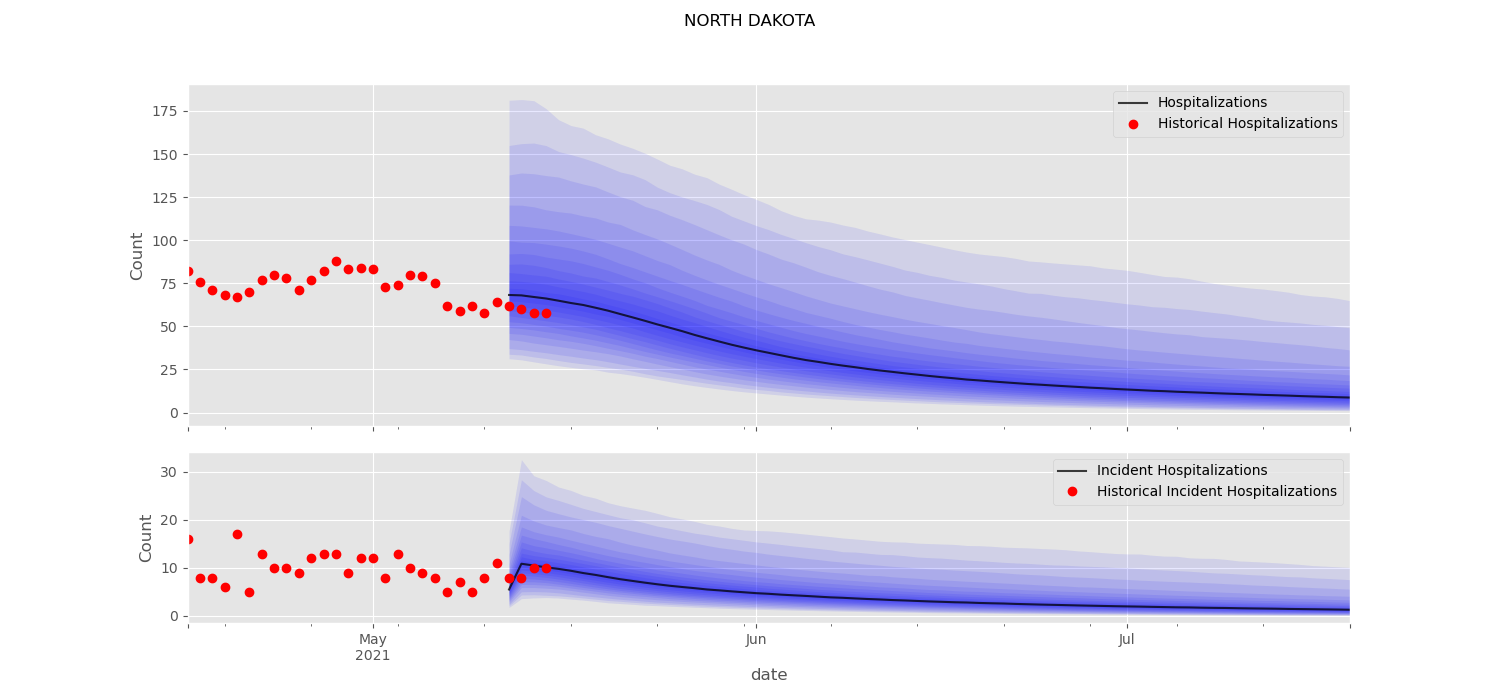 NORTH DAKOTA
175
150
125
100
75
50
25
0
Count
Hospitalizations
Historical Hospitalizations
30
20
10
0
Count
Incident Hospitalizations
Historical Incident Hospitalizations
May
2021
Jun
Jul
date